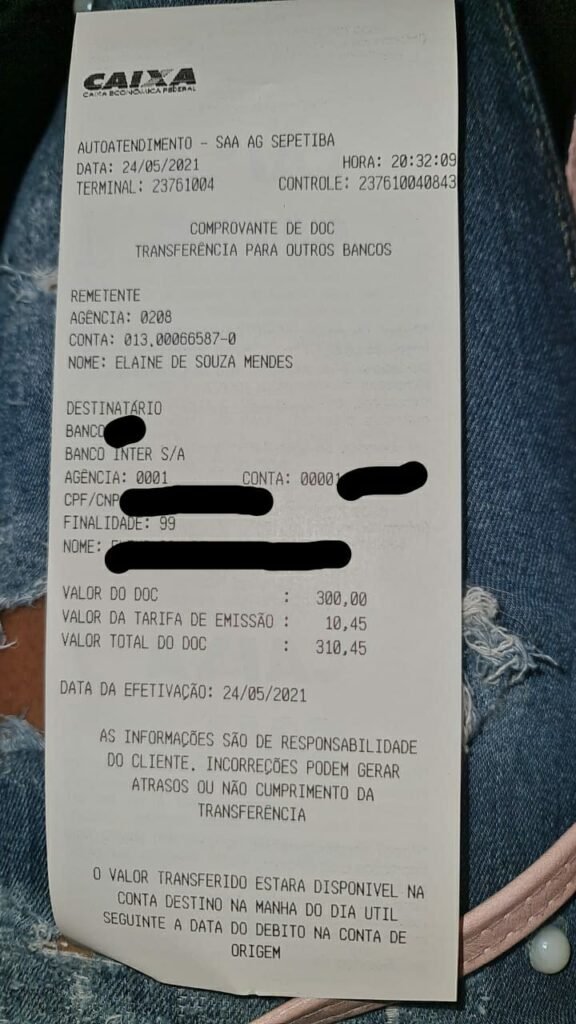 CAIXA
CAIXA ECONÔMICA FEDERAL
AUTOATENDIMENTO - SAA AG SEPETIBA
DATA: 24/05/2021 HORA: 20:32:09
TERMINAL: 23761004 CONTROLE: 237610040843
COMPROVANTE DE DOC
TRANSFERÊNCIA PARA OUTROS BANCOS
REMETENTE
AGÊNCIA: 0208
CONTA: 013.00066587-0
NOME: ELAINE DE SOUZA MENDES
DESTINATÁRIO
BANCO
BANCO INTER S/A
AGÊNCIA: 0001 CONTA: 00001
CPF/CNP
FINALIDADE: 99
NOME:
VALOR DO DOC : 300,00
VALOR DA TARIFA DE EMISSÃO : 10,45
VALOR TOTAL DO DOC : 310,45
DATA DA EFETIVAÇÃO: 24/05/2021
AS INFORMAÇÕES SÃO DE RESPONSABILIDADE
DO CLIENTE. INCORREÇÕES PODEM GERAR
ATRASOS OU NÃO CUMPRIMENTO DA
TRANSFERÊNCIA
O VALOR TRANSFERIDO ESTARA DISPONIVEL NA
CONTA DESTINO NA MANHA DO DIA UTIL
SEGUINTE A DATA DO DEBITO NA CONTA DE
ORIGEM